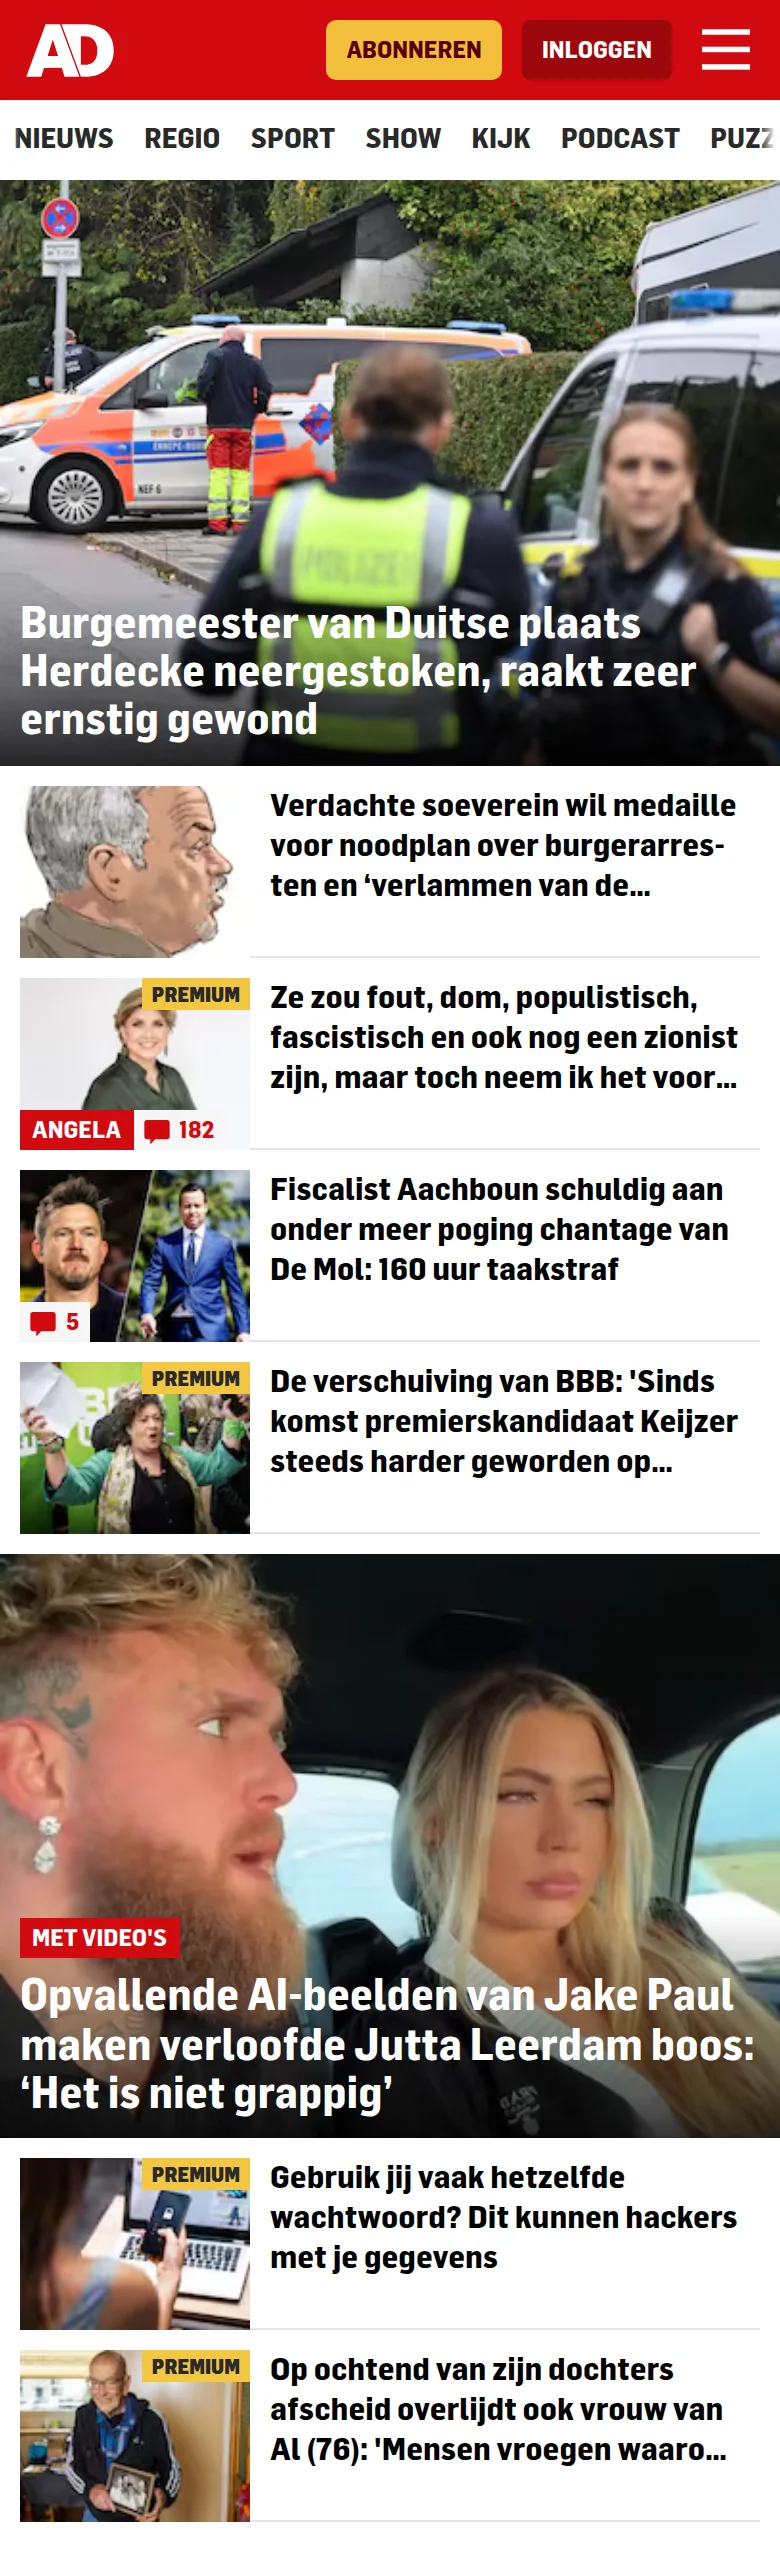 AD
ABONNEREN
INLOGGEN
NIEUWS REGIO SPORT SHOW KIJK PODCAST PUZZ
POLIZEI
NEF 6
Burgemeester van Duitse plaats
Herdecke neergestoken, raakt zeer
ernstig gewond
Verdachte soeverein wil medaille
voor noodplan over burgerarres-
ten en ‘verlammen van de...
PREMIUM
ANGELA
182
Ze zou fout, dom, populistisch,
fascistisch en ook nog een zionist
zijn, maar toch neem ik het voor...
5
Fiscalist Aachboun schuldig aan
onder meer poging chantage van
De Mol: 160 uur taakstraf
PREMIUM
De verschuiving van BBB: 'Sinds
komst premierskandidaat Keijzer
steeds harder geworden op...
MET VIDEO'S
Opvallende AI-beelden van Jake Paul
maken verloofde Jutta Leerdam boos:
‘Het is niet grappig’
PREMIUM
Gebruik jij vaak hetzelfde
wachtwoord? Dit kunnen hackers
met je gegevens
PREMIUM
Op ochtend van zijn dochters
afscheid overlijdt ook vrouw van
Al (76): 'Mensen vroegen waaro...